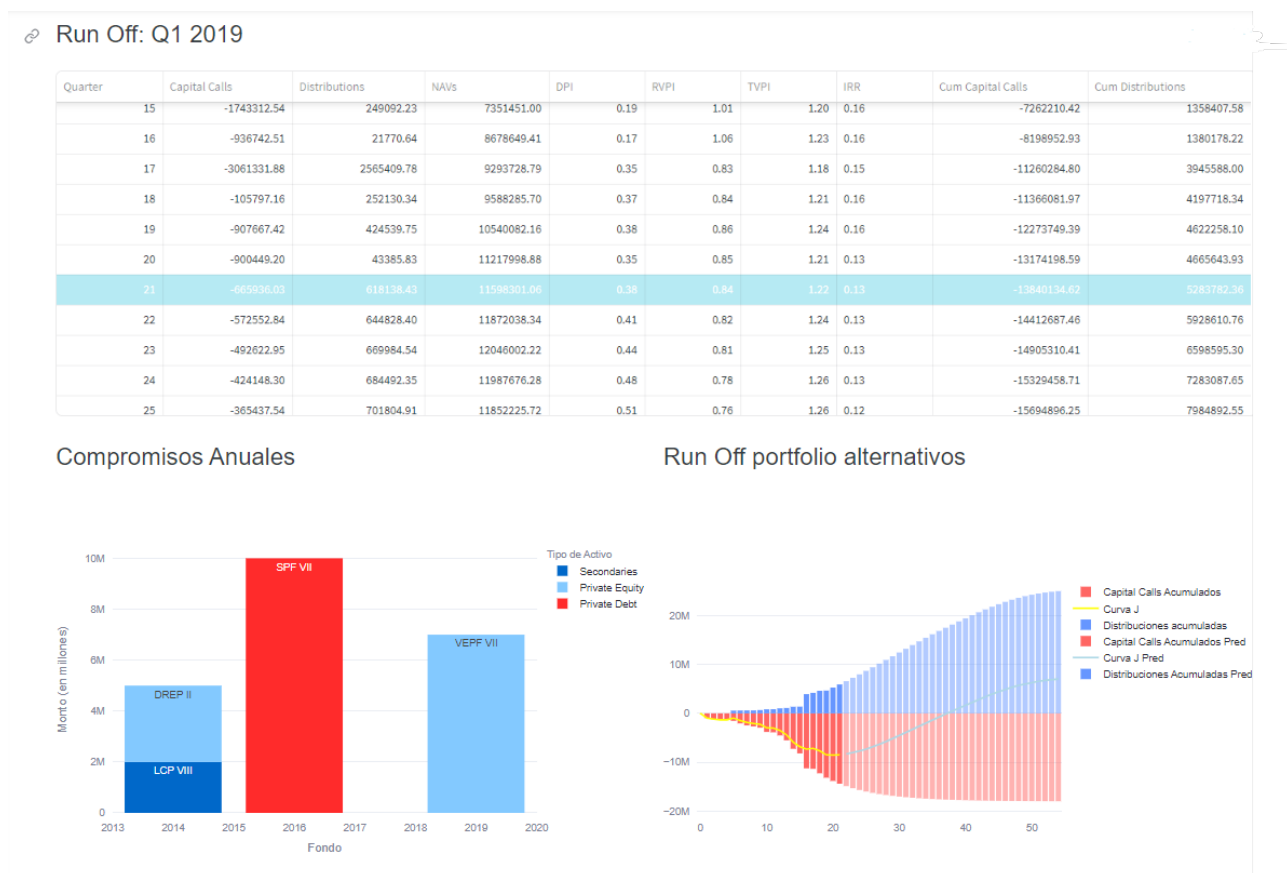 Run Off: Q1 2019
Quarter Capital Calls Distributions NAVs DPI RVPI TVPI IRR Cum Capital Calls Cum Distributions
15 -1743312.54 249092.23 7351451.00 0.19 1.01 1.20 0.16 -7262210.42 1358407.58
16 -936742.51 21770.64 8678649.41 0.17 1.06 1.23 0.16 -8198952.93 1380178.22
17 -3061331.88 2565409.78 9293728.79 0.35 0.83 1.18 0.15 -11260284.80 3945588.00
18 -105797.16 252130.34 9588285.70 0.37 0.84 1.21 0.16 -11366081.97 4197718.34
19 -907667.42 424539.75 10540082.16 0.38 0.86 1.24 0.16 -12273749.39 4622258.10
20 -900449.20 43385.83 11217998.88 0.35 0.85 1.21 0.13 -13174198.59 4665643.93
21 -665936.03 618138.43 11598301.06 0.38 0.84 1.22 0.13 -13840134.62 5283782.36
22 -572552.84 644828.40 11872038.34 0.41 0.82 1.24 0.13 -14412687.46 5928610.76
23 -492622.95 669984.54 12046002.22 0.44 0.81 1.25 0.13 -14905310.41 6598595.30
24 -424148.30 684492.35 11987676.28 0.48 0.78 1.26 0.13 -15329458.71 7283087.65
25 -365437.54 701804.91 11852225.72 0.51 0.76 1.26 0.12 -15694896.25 7984892.55
Compromisos Anuales
Monto (en millones)
10M
8M
6M
4M
2M
0
SPF VII
VEPF VII
DREP II
LCP VIII
2013 2014 2015 2016 2017 2018 2019 2020
Fondo
Tipo de Activo
Secondaries
Private Equity
Private Debt
Run Off portfolio alternativos
20M
10M
0
−10M
−20M
0 10 20 30 40 50
Capital Calls Acumulados
Curva J
Distribuciones acumuladas
Capital Calls Acumulados Pred
Curva J Pred
Distribuciones Acumuladas Pred